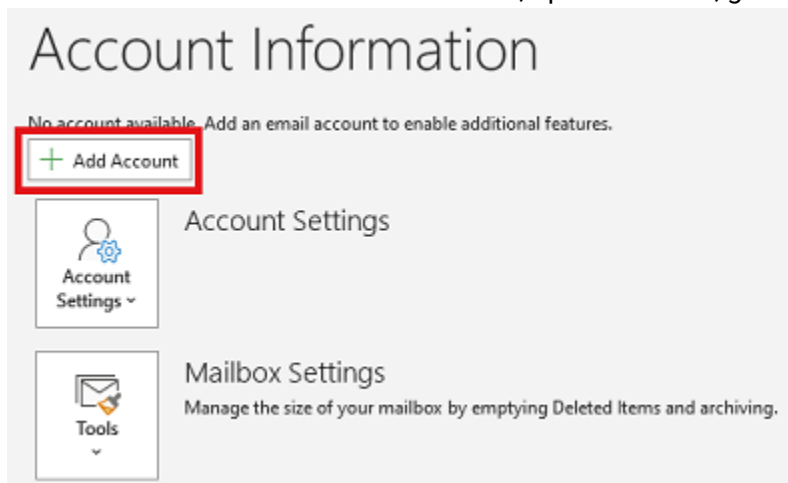 Account Information
No account available. Add an email account to enable additional features.
Add Account
Account Settings
Account
Settings
Mailbox Settings
Manage the size of your mailbox by emptying Deleted Items and archiving.
Tools